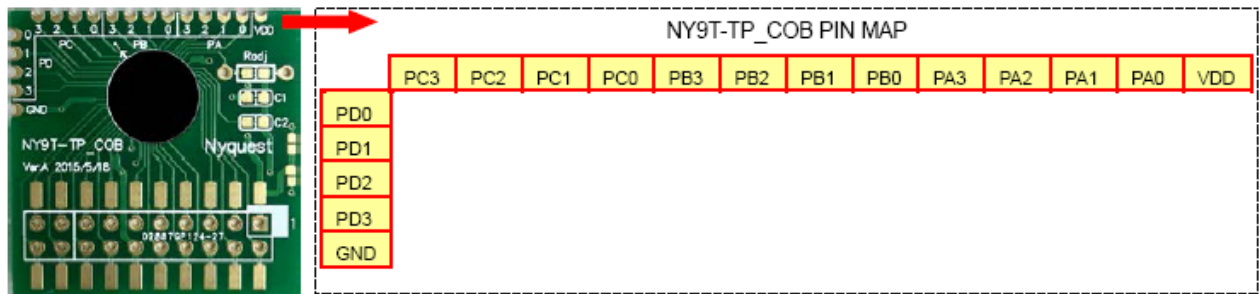 3 2 1 0 3 2 1 0 3 2 1 0 VDD
PC PB PA
0
1
2
3
PD
GND
Radj
C1
C2
NY9T-TP_COB
Nyquest
Ver.A 2015/5/18
1
NY9T-TP_COB PIN MAP
PC3 PC2 PC1 PC0 PB3 PB2 PB1 PB0 PA3 PA2 PA1 PA0 VDD
PD0
PD1
PD2
PD3
GND